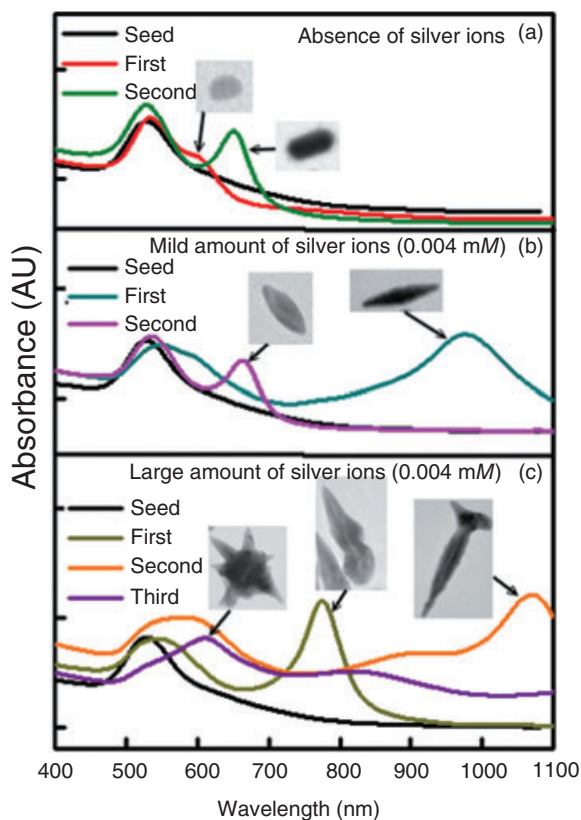 Absence of silver ions (a)
Seed
First
Second
Mild amount of silver ions (0.004 mM) (b)
Seed
First
Second
Large amount of silver ions (0.004 mM) (c)
Seed
First
Second
Third
Absorbance (AU)
400 500 600 700 800 900 1000 1100
Wavelength (nm)